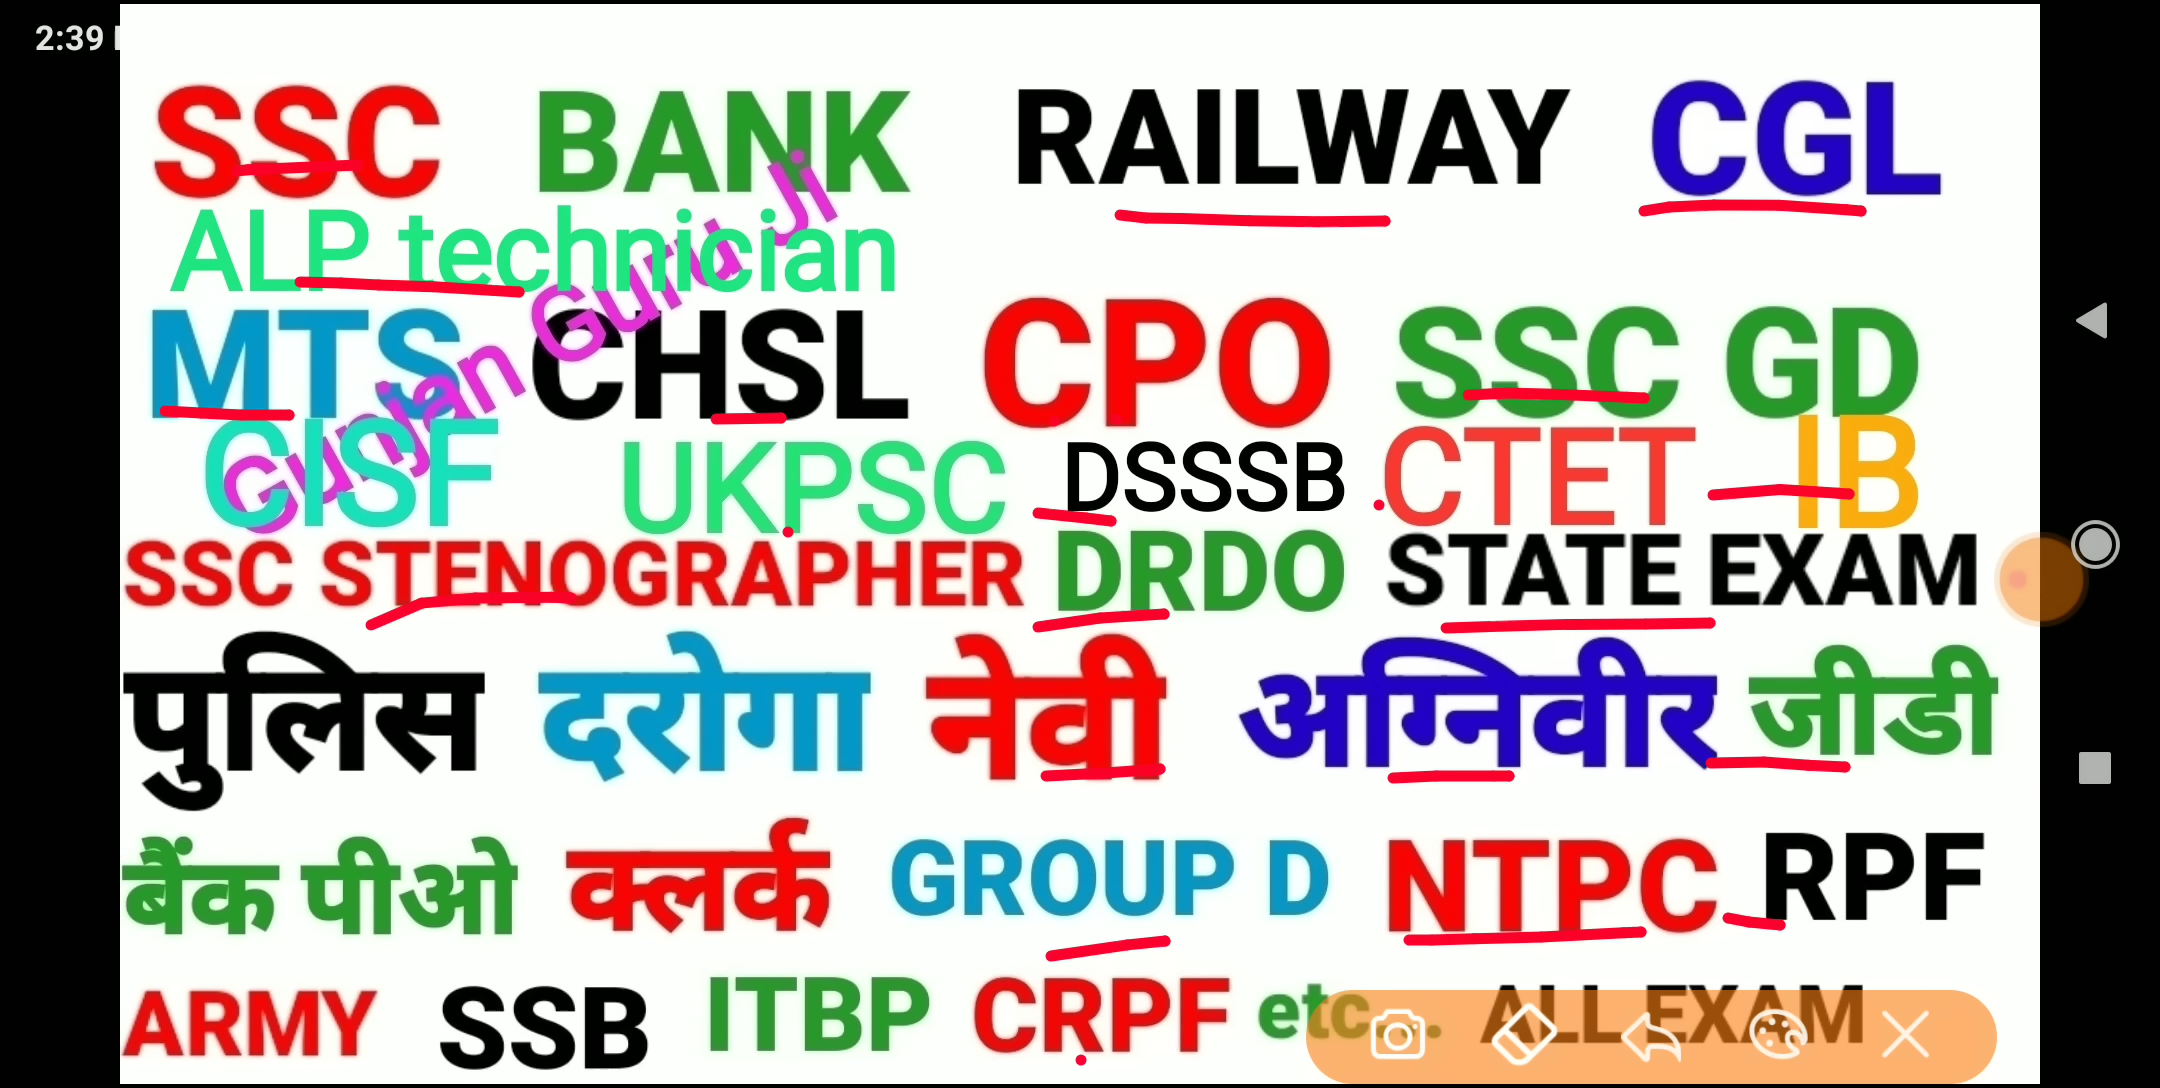 2:39
SSC BANK RAILWAY CGL
ALP technician
MTS CHSL CPO SSC GD
Gunjan Guru Ji
CISF UKPSC DSSSB CTET IB
SSC STENOGRAPHER DRDO STATE EXAM
पुलिस दरोगा नेवी अग्निवीर जीडी
बैंक पीओ क्लर्क GROUP D NTPC RPF
ARMY SSB ITBP CRPF etc... ALL EXAM